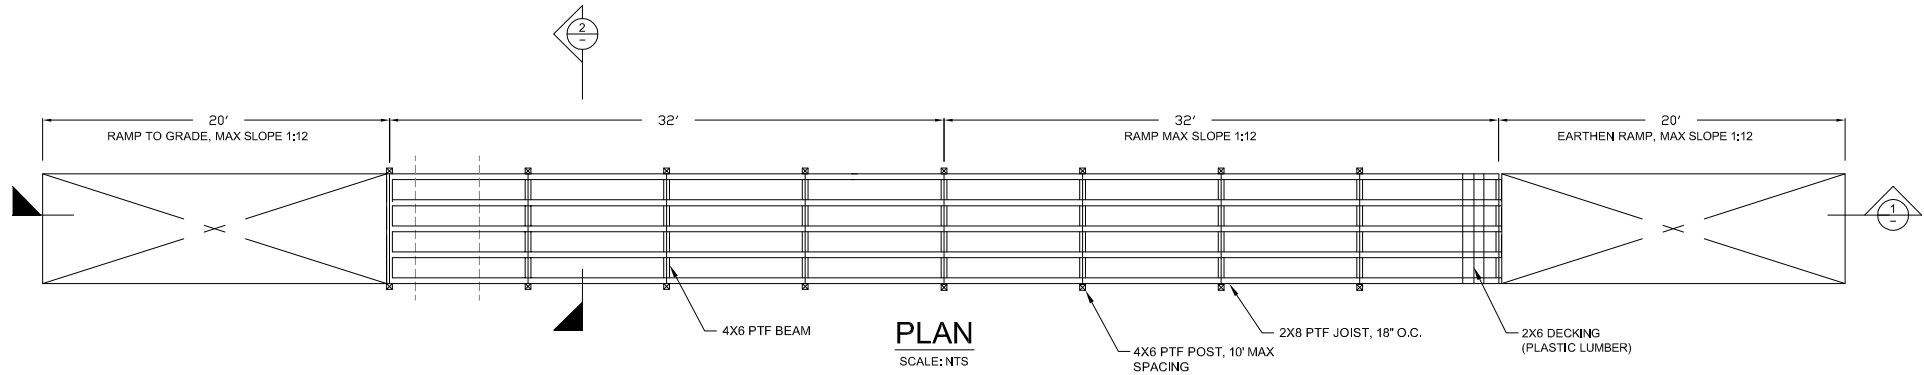 2
–
20'
32'
32'
20'
RAMP TO GRADE, MAX SLOPE 1:12
RAMP MAX SLOPE 1:12
EARTHEN RAMP, MAX SLOPE 1:12
1
–
4X6 PTF BEAM
PLAN
SCALE: NTS
4X6 PTF POST, 10' MAX
SPACING
2X8 PTF JOIST, 18" O.C.
2X6 DECKING
(PLASTIC LUMBER)